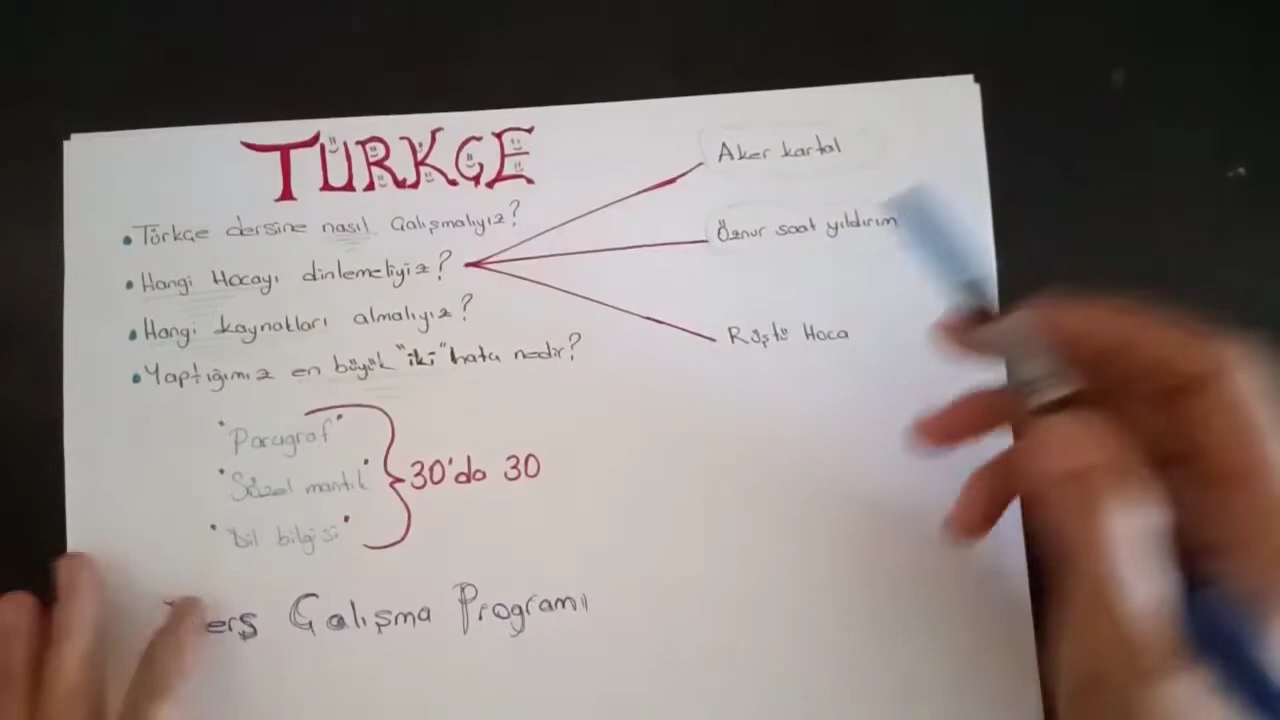 TÜRKÇE
• Türkçe dersine nasıl Çalışmalıyız?
• Hangi Hocayı dinlemeliyiz?
• Hangi kaynakları almalıyız?
• Yaptığımız en büyük "iki" hata nedir?
Aker kartal
Öznur saat yıldırım
Rüştü Hoca
"Paragraf"
"Sözel mantık"
"Dil bilgisi"
30'da 30
Çalışma Programı